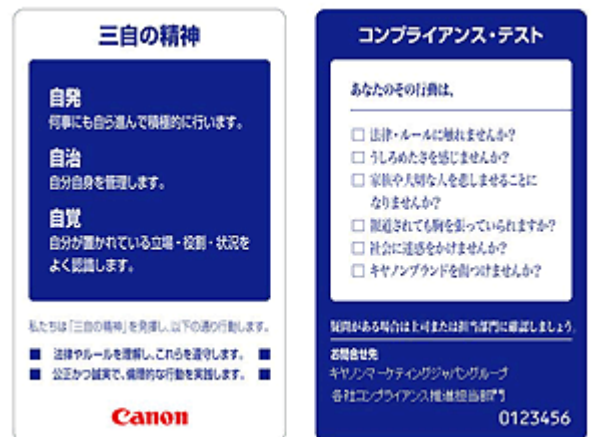 三自の精神
自発
何事にも自ら進んで積極的に行います。
自治
自分自身を管理します。
自覚
自分が置かれている立場・役割・状況を
よく認識します。
私たちは「三自の精神」を発揮し、以下の通り行動します。
■ 法律やルールを理解し、これらを遵守します。 ■
■ 公正かつ誠実で、倫理的な行動を実践します。 ■
Canon
コンプライアンス・テスト
あなたのその行動は、
□ 法律・ルールに触れませんか?
□ うしろめたさを感じませんか?
□ 家族や大切な人を悲しませることに
なりませんか?
□ 報道されても胸を張っていられますか?
□ 社会に迷惑をかけませんか?
□ キヤノンブランドを傷つけませんか?
疑問がある場合は上司または担当部門に確認しましょう。
お問合せ先
キヤノンマーケティングジャパングループ
各社コンプライアンス推進担当部門
0123456